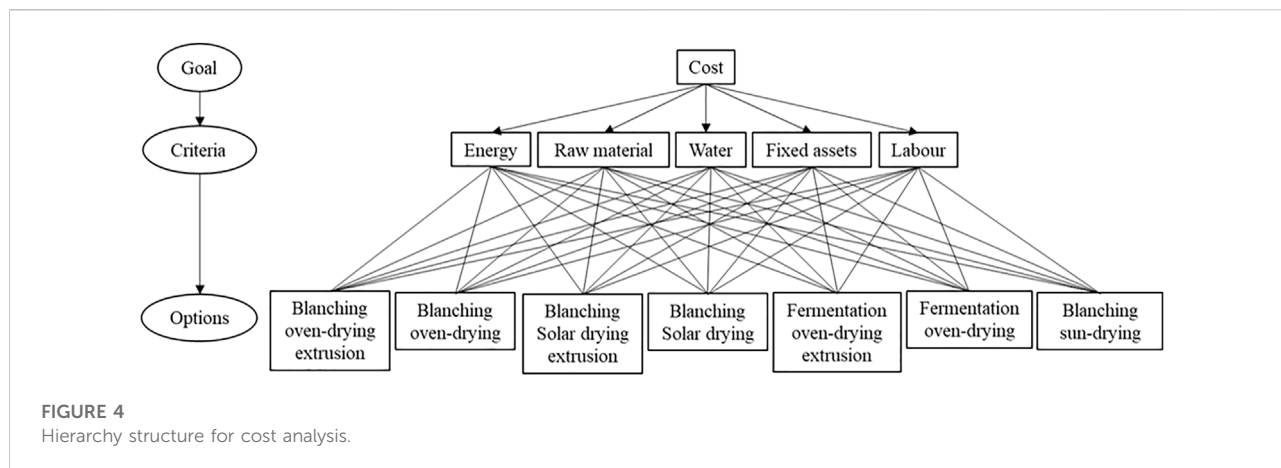 Goal
Cost
Criteria
Energy
Raw material
Water
Fixed assets
Labour
Options
Blanching
oven-drying
extrusion
Blanching
oven-drying
Blanching
Solar drying
extrusion
Blanching
Solar drying
Fermentation
oven-drying
extrusion
Fermentation
oven-drying
Blanching
sun-drying
FIGURE 4
Hierarchy structure for cost analysis.